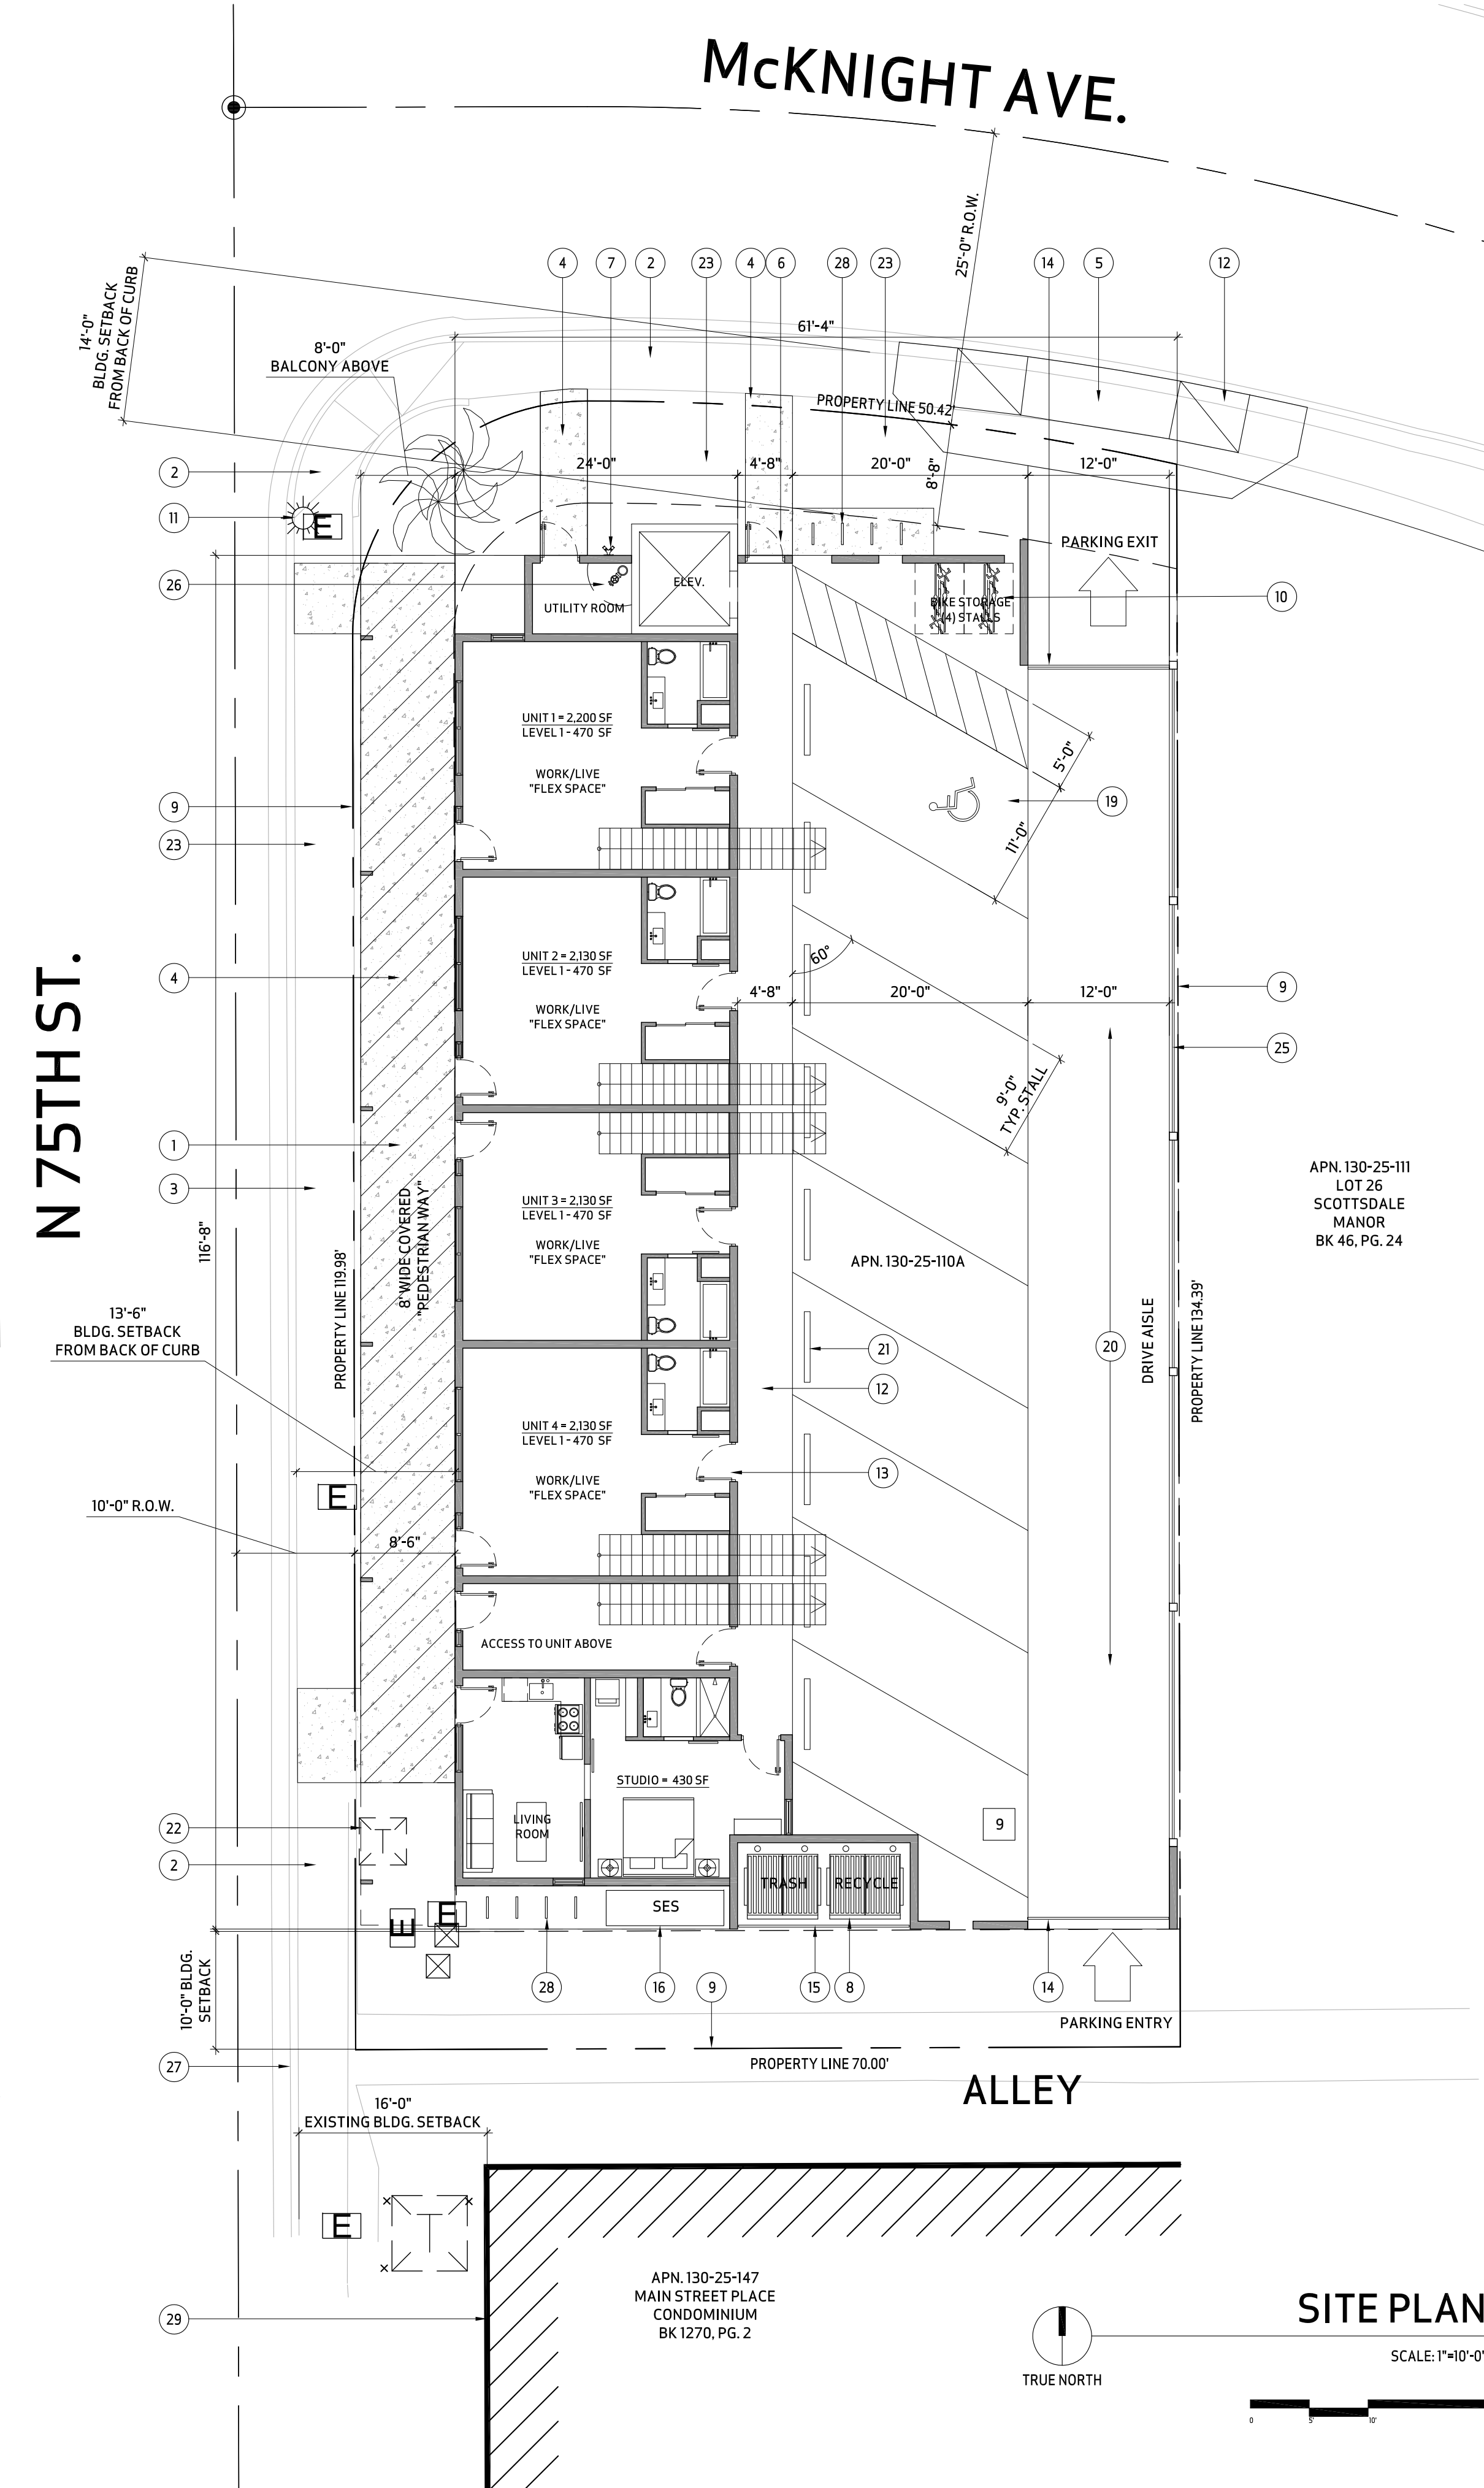 McKNIGHT AVE.
25'-0" R.O.W.
14'-0"
BLDG. SETBACK
FROM BACK OF CURB
4
7
2
23
4
6
28
23
14
5
12
61'-4"
8'-0"
BALCONY ABOVE
PROPERTY LINE 50.42'
2
24'-0"
4'-8"
20'-0"
8'-8"
12'-0"
11
E
PARKING EXIT
26
ELEV.
UTILITY ROOM
BIKE STORAGE
(4) STALLS
10
UNIT 1 = 2,200 SF
LEVEL 1 - 470 SF
WORK/LIVE
"FLEX SPACE"
5'-0"
19
11'-0"
9
23
N 75TH ST.
4
UNIT 2 = 2,130 SF
LEVEL 1 - 470 SF
WORK/LIVE
"FLEX SPACE"
60°
4'-8"
20'-0"
12'-0"
9
25
9'-0"
TYP. STALL
1
3
116'-8"
8' WIDE COVERED
"PEDESTRIAN WAY"
PROPERTY LINE 119.98'
UNIT 3 = 2,130 SF
LEVEL 1 - 470 SF
WORK/LIVE
"FLEX SPACE"
APN. 130-25-110A
APN. 130-25-111
LOT 26
SCOTTSDALE
MANOR
BK 46, PG. 24
13'-6"
BLDG. SETBACK
FROM BACK OF CURB
21
20
DRIVE AISLE
PROPERTY LINE 134.39'
12
UNIT 4 = 2,130 SF
LEVEL 1 - 470 SF
WORK/LIVE
"FLEX SPACE"
13
E
10'-0" R.O.W.
8'-6"
ACCESS TO UNIT ABOVE
STUDIO = 430 SF
LIVING
ROOM
9
22
2
TRASH
RECYCLE
SES
E
E
10'-0" BLDG.
SETBACK
28
16
9
15
8
14
PARKING ENTRY
27
PROPERTY LINE 70.00'
ALLEY
16'-0"
EXISTING BLDG. SETBACK
E
T
29
APN. 130-25-147
MAIN STREET PLACE
CONDOMINIUM
BK 1270, PG. 2
TRUE NORTH
SITE PLAN
SCALE: 1"=10'-0"
0
5'
10'